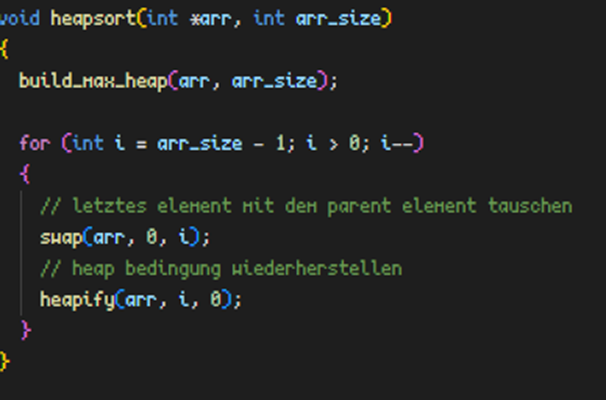 void heapsort(int *arr, int arr_size)
{
build_max_heap(arr, arr_size);
for (int i = arr_size - 1; i > 0; i--)
{
// letztes element mit dem parent element tauschen
swap(arr, 0, i);
// heap bedingung wiederherstellen
heapify(arr, i, 0);
}
}